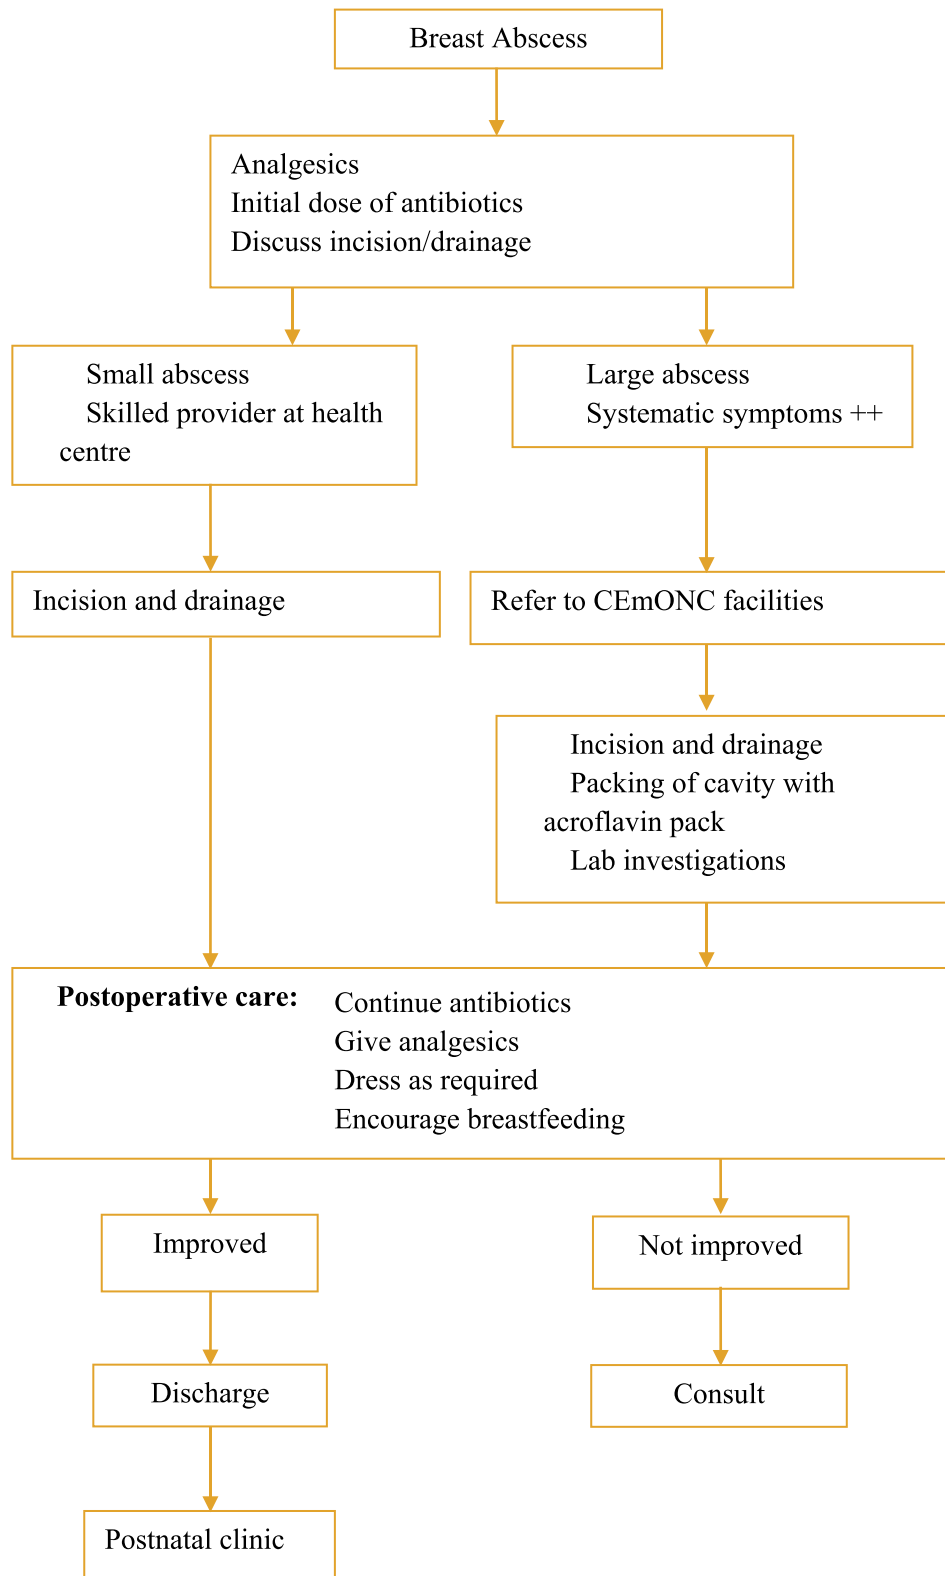 Breast Abscess
Analgesics
Initial dose of antibiotics
Discuss incision/drainage
Small abscess
Skilled provider at health
centre
Large abscess
Systematic symptoms ++
Incision and drainage
Refer to CEmONC facilities
Incision and drainage
Packing of cavity with
acroflavin pack
Lab investigations
Postoperative care:
Continue antibiotics
Give analgesics
Dress as required
Encourage breastfeeding
Improved
Not improved
Discharge
Consult
Postnatal clinic